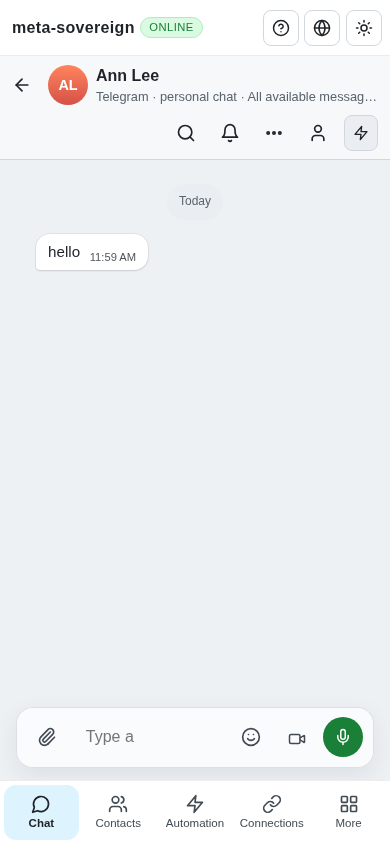 meta-sovereign ONLINE
AL
Ann Lee
Telegram · personal chat · All available messag…
Today
hello 11:59 AM
Type a
Chat Contacts Automation Connections More